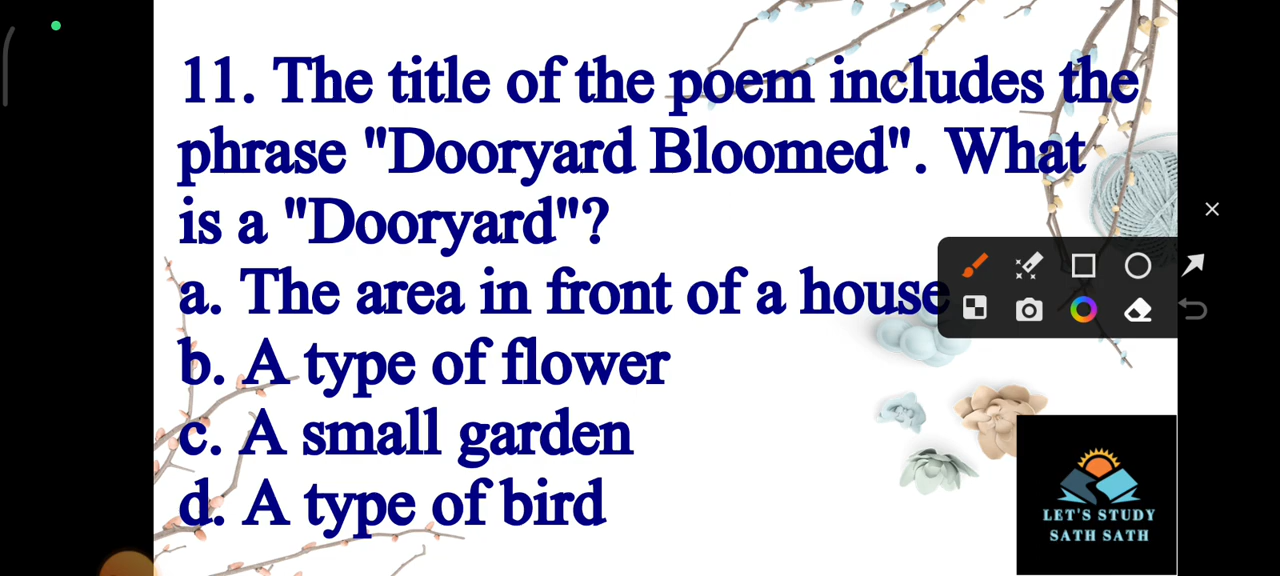 11. The title of the poem includes the
phrase "Dooryard Bloomed". What
is a "Dooryard"?
a. The area in front of a house
b. A type of flower
c. A small garden
d. A type of bird
LET'S STUDY
SATH SATH